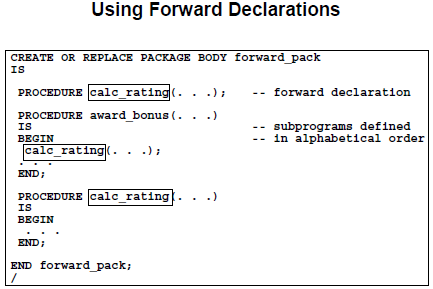 Using Forward Declarations
CREATE OR REPLACE PACKAGE BODY forward_pack
IS
PROCEDURE calc_rating(. . .);   -- forward declaration
PROCEDURE award_bonus(. . .)
IS                              -- subprograms defined
BEGIN                           -- in alphabetical order
calc_rating(. . .);
. . .
END;
PROCEDURE calc_rating(. . .)
IS
BEGIN
. . .
END;
END forward_pack;
/